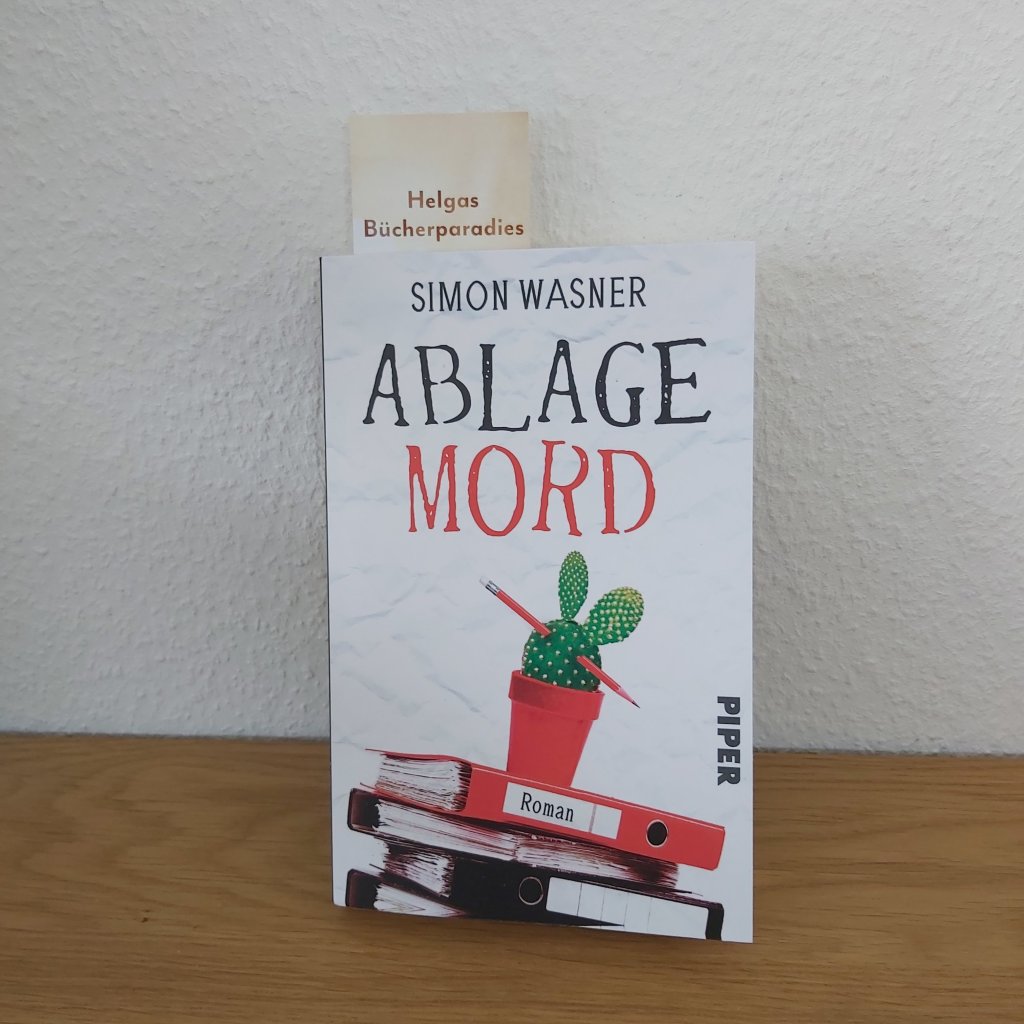 Helgas
Bücherparadies
SIMON WASNER
ABLAGE
MORD
Roman
PIPER